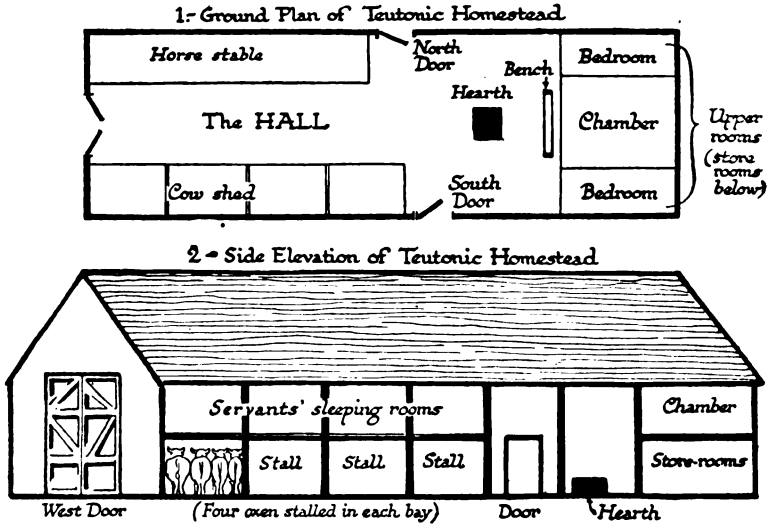 1.- Ground Plan of Teutonic Homestead
Horse stable
North
Door
Bench
Bedroom
Hearth
The HALL
Chamber
Upper
rooms
(store
rooms
below)
Cow shed
South
Door
Bedroom
2 - Side Elevation of Teutonic Homestead
Servants' sleeping rooms
Chamber
Stall
Stall
Stall
Store-rooms
West Door
(Four oxen stalled in each bay)
Door
Hearth